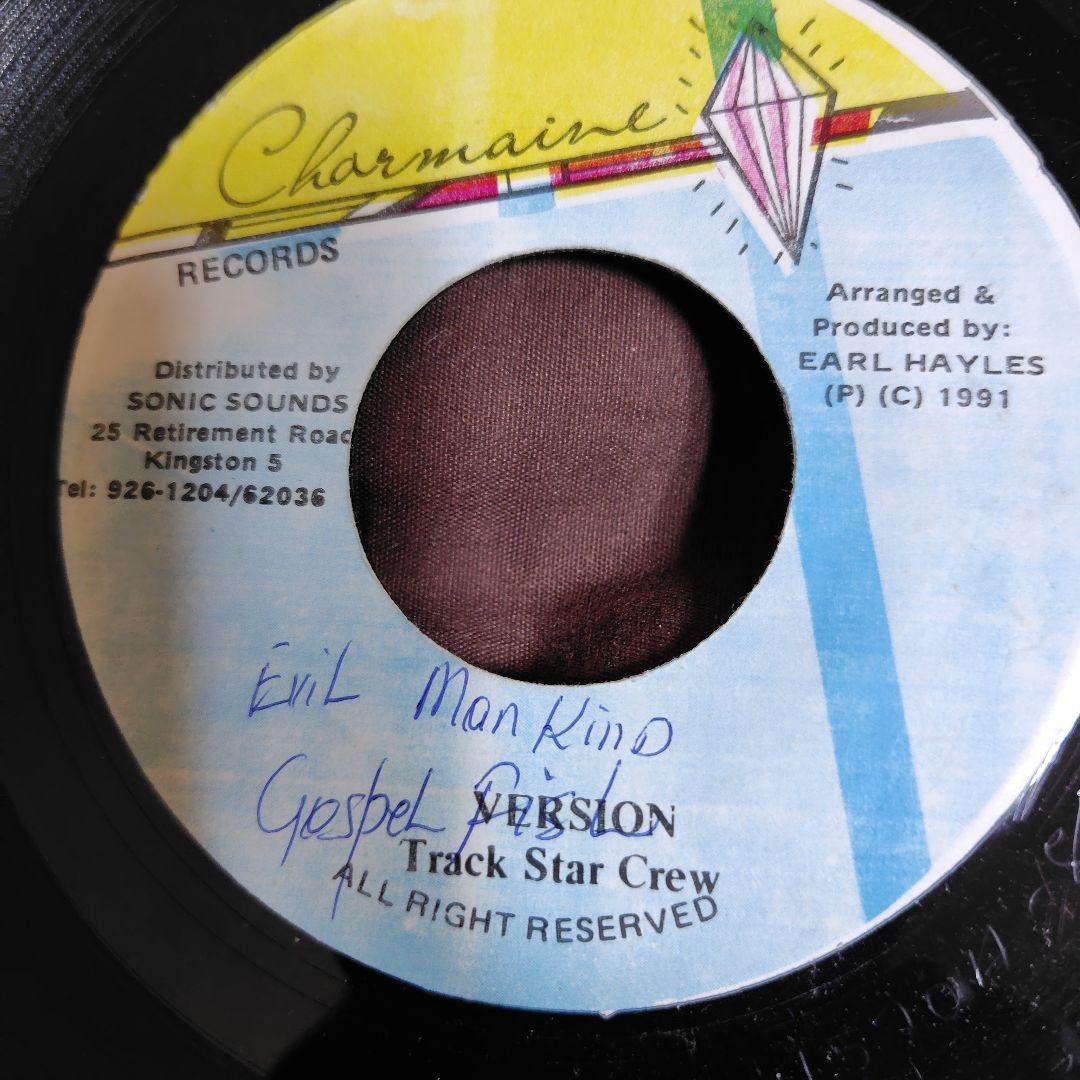 Charmaine
RECORDS
Distributed by
SONIC SOUNDS
25 Retirement Road
Kingston 5
Tel: 926-1204/62036
Arranged &
Produced by:
EARL HAYLES
(P) (C) 1991
EviL Man KinD
GospeL FisL
VERSION
Track Star Crew
ALL RIGHT RESERVED